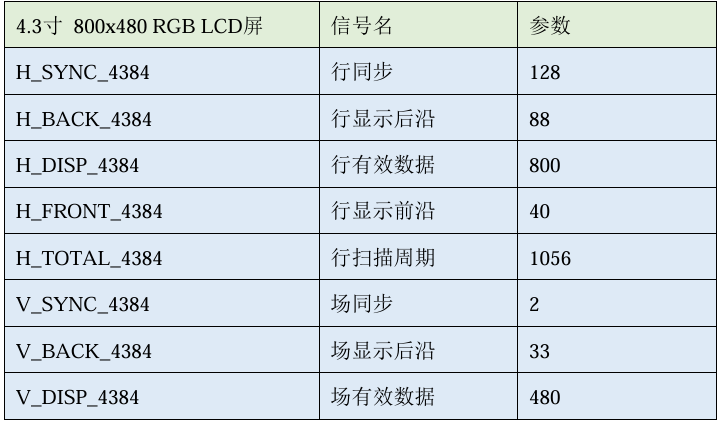 4.3寸 800x480 RGB LCD屏 信号名 参数
H_SYNC_4384 行同步 128
H_BACK_4384 行显示后沿 88
H_DISP_4384 行有效数据 800
H_FRONT_4384 行显示前沿 40
H_TOTAL_4384 行扫描周期 1056
V_SYNC_4384 场同步 2
V_BACK_4384 场显示后沿 33
V_DISP_4384 场有效数据 480